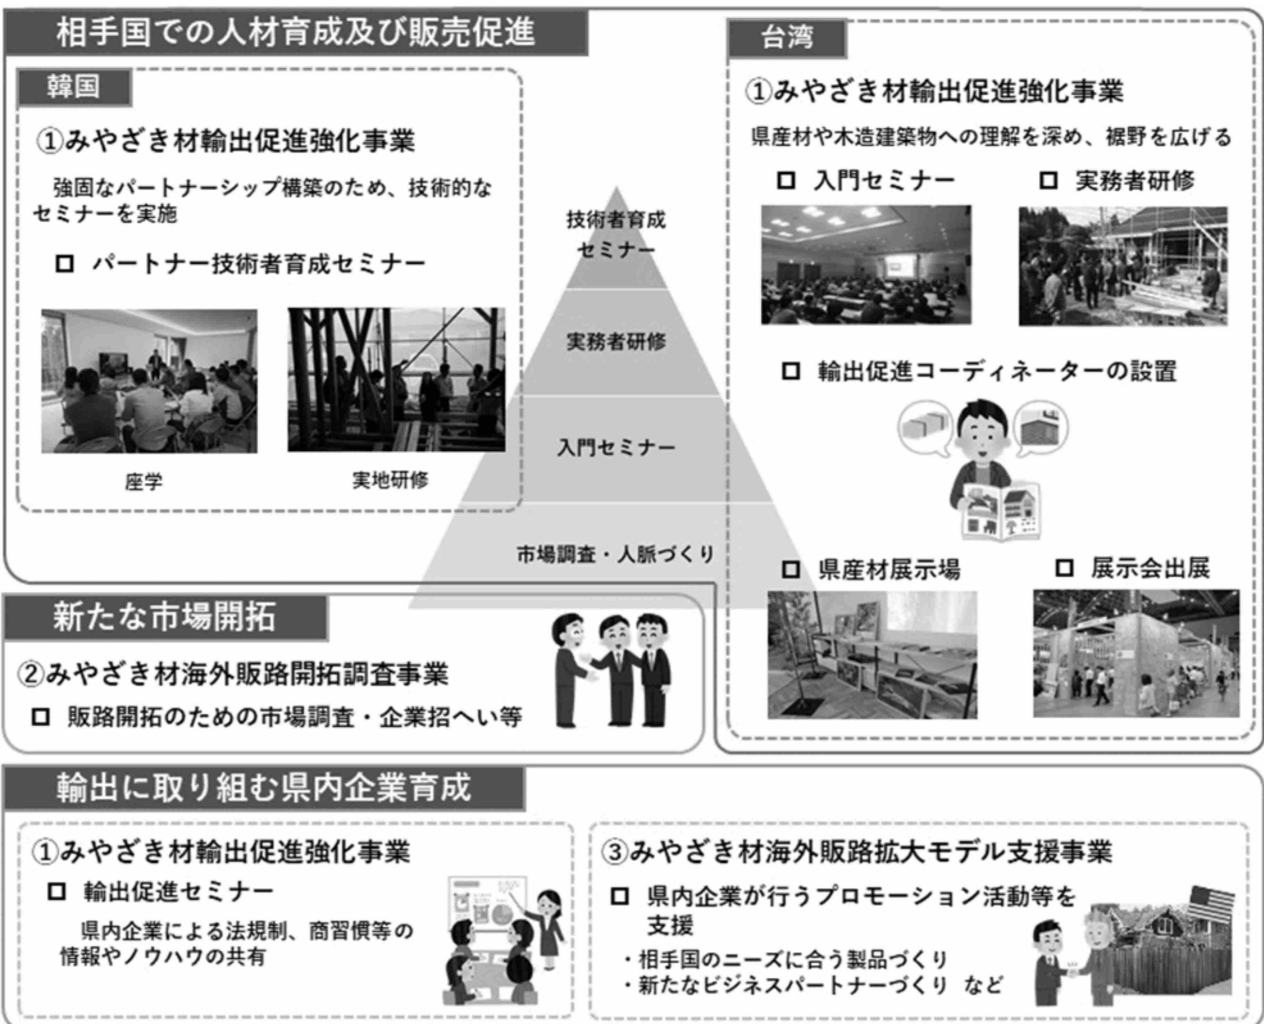 相手国での人材育成及び販売促進
韓国
①みやざき材輸出促進強化事業
強固なパートナーシップ構築のため、技術的な
セミナーを実施
□ パートナー技術者育成セミナー
座学
実地研修
技術者育成
セミナー
実務者研修
入門セミナー
市場調査・人脈づくり
台湾
①みやざき材輸出促進強化事業
県産材や木造建築物への理解を深め、裾野を広げる
□ 入門セミナー
□ 実務者研修
□ 輸出促進コーディネーターの設置
□ 県産材展示場
□ 展示会出展
新たな市場開拓
②みやざき材海外販路開拓調査事業
□ 販路開拓のための市場調査・企業招へい等
輸出に取り組む県内企業育成
①みやざき材輸出促進強化事業
□ 輸出促進セミナー
県内企業による法規制、商習慣等の
情報やノウハウの共有
③みやざき材海外販路拡大モデル支援事業
□ 県内企業が行うプロモーション活動等を
支援
・相手国のニーズに合う製品づくり
・新たなビジネスパートナーづくり など